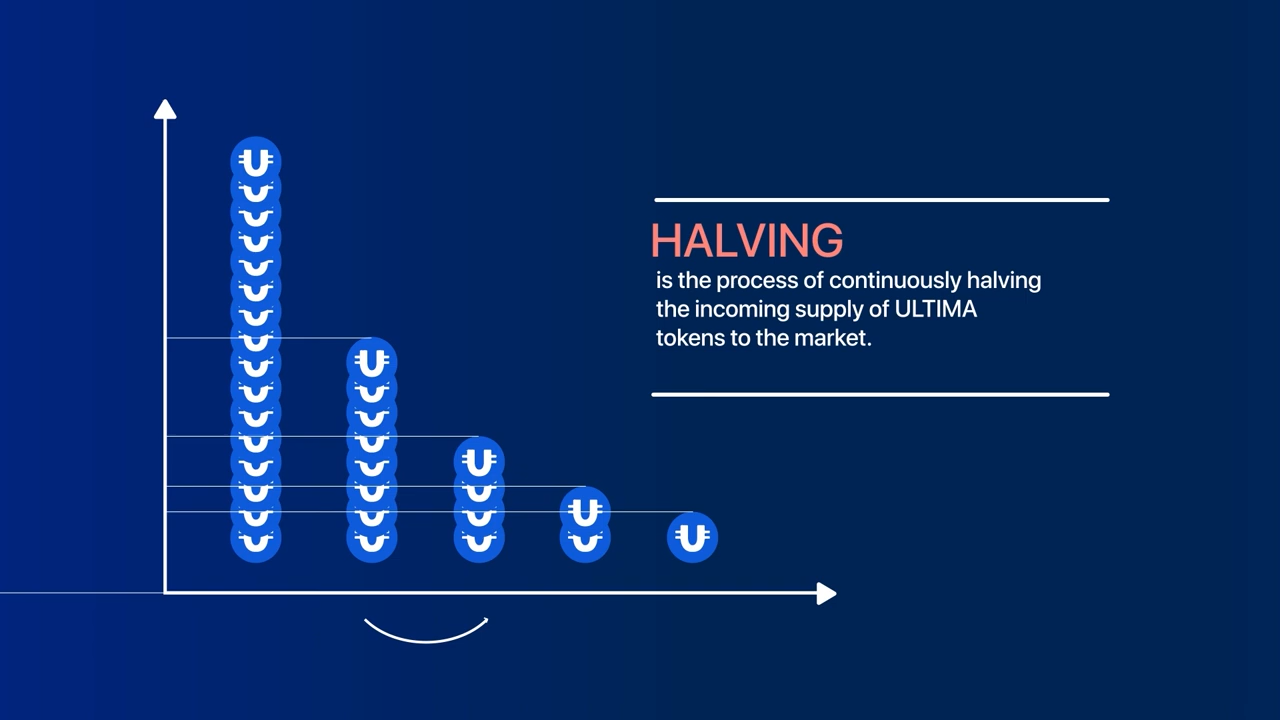 HALVING
is the process of continuously halving
the incoming supply of ULTIMA
tokens to the market.